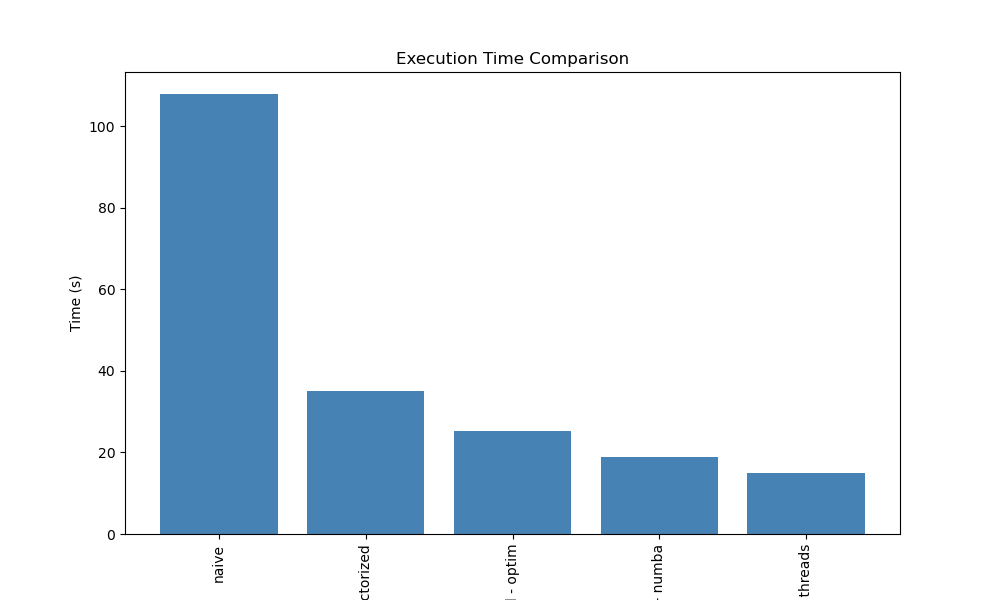 Execution Time Comparison
Time (s)
100
80
60
40
20
0
naive
ctorized
- optim
- numba
threads